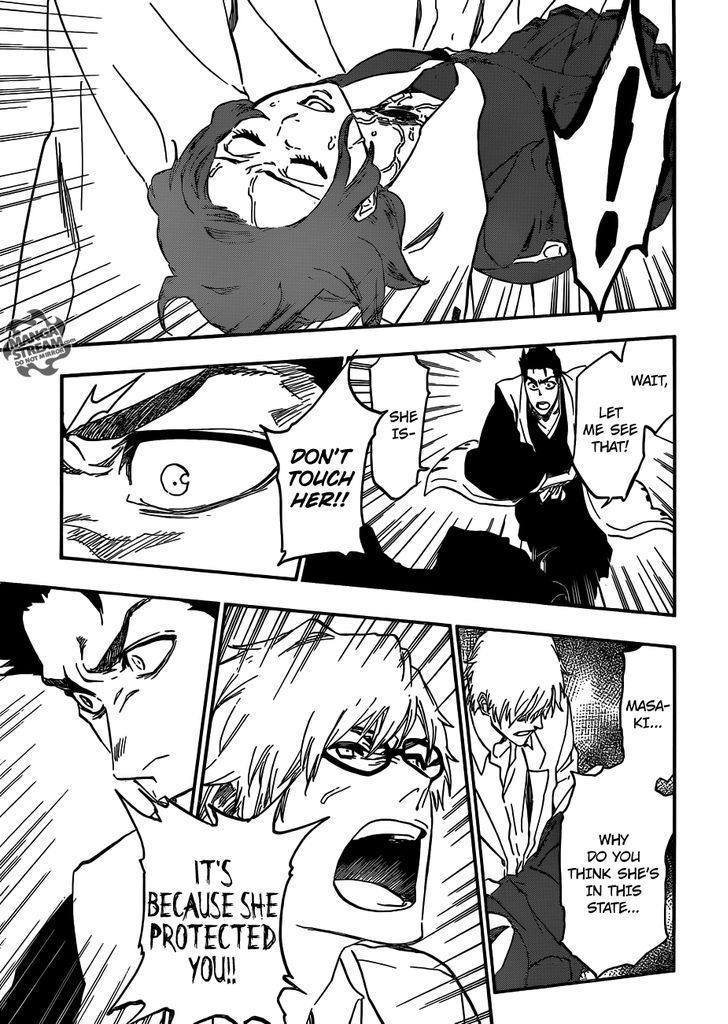 !
MANGA
STREAM
DO NOT MIRROR
WAIT,
LET
ME SEE
THAT!
SHE
IS-
DON'T
TOUCH
HER!!
MASA-
KI...
WHY
DO YOU
THINK SHE'S
IN THIS
STATE...
IT'S
BECAUSE SHE
PROTECTED
YOU!!